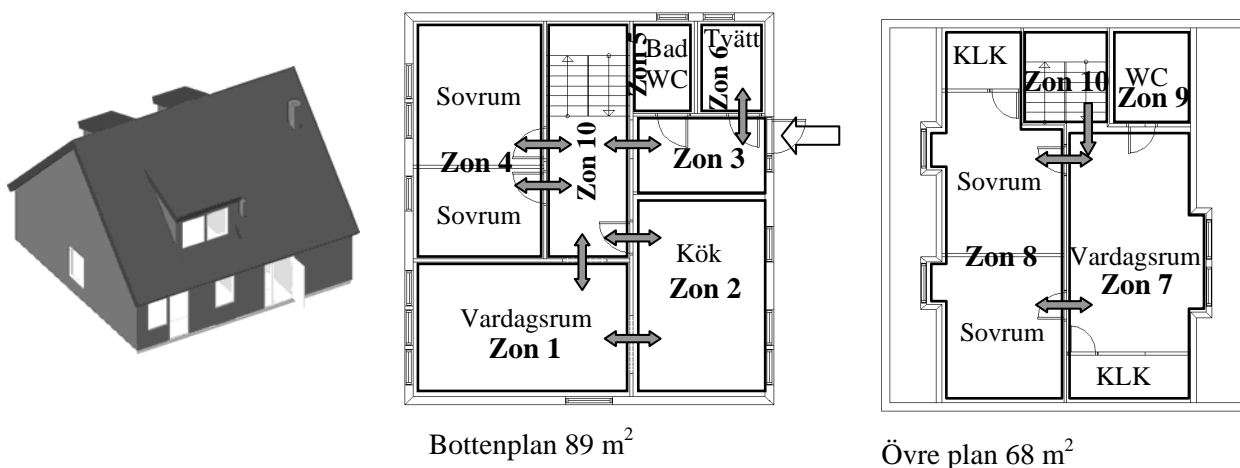 Sovrum
Zon 4
Sovrum
Zon 10
Zon 5
Bad
WC
Tvätt
Zon 6
Zon 3
Kök
Zon 2
Vardagsrum
Zon 1
Bottenplan 89 m²
KLK
Zon 10
WC
Zon 9
Sovrum
Zon 8
Vardagsrum
Zon 7
Sovrum
KLK
Övre plan 68 m²